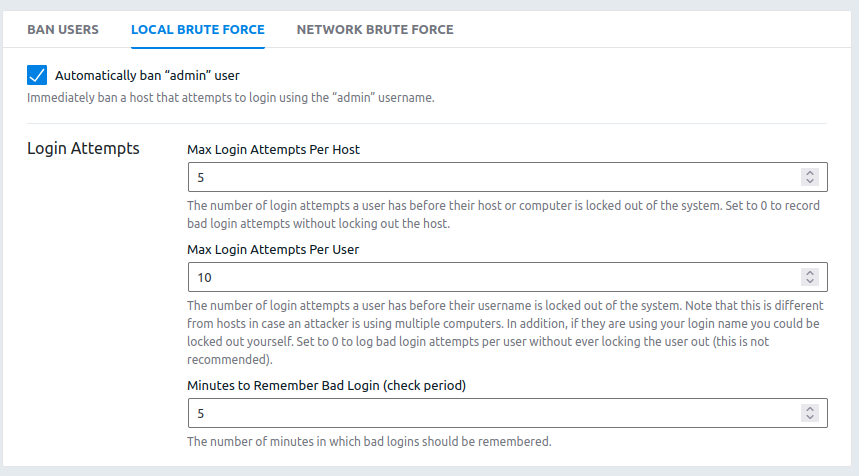 BAN USERS LOCAL BRUTE FORCE NETWORK BRUTE FORCE
Automatically ban “admin” user
Immediately ban a host that attempts to login using the “admin” username.
Login Attempts
Max Login Attempts Per Host
5
The number of login attempts a user has before their host or computer is locked out of the system. Set to 0 to record
bad login attempts without locking out the host.
Max Login Attempts Per User
10
The number of login attempts a user has before their username is locked out of the system. Note that this is different
from hosts in case an attacker is using multiple computers. In addition, if they are using your login name you could be
locked out yourself. Set to 0 to log bad login attempts per user without ever locking the user out (this is not
recommended).
Minutes to Remember Bad Login (check period)
5
The number of minutes in which bad logins should be remembered.